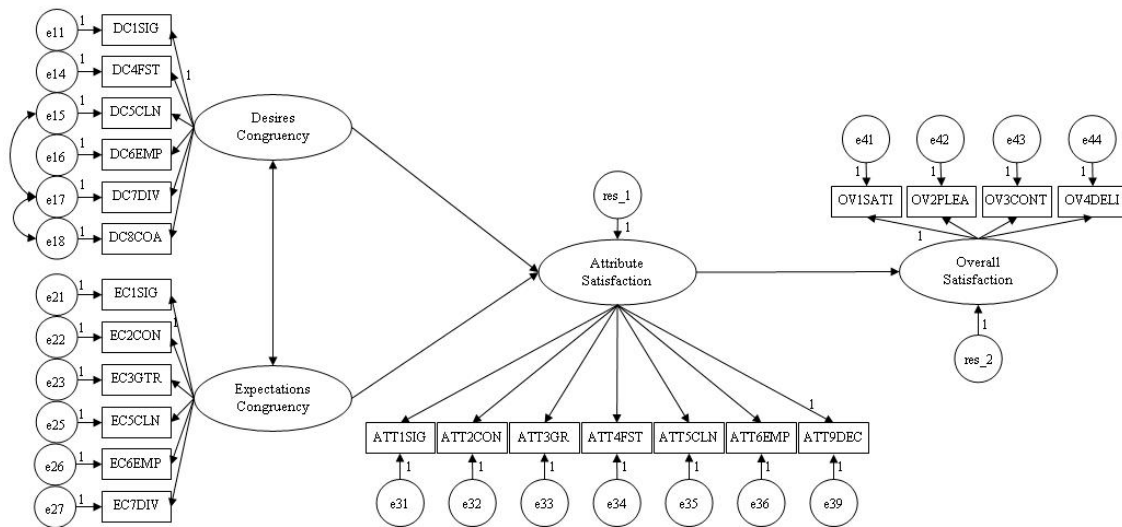 e11 1 DC1SIG
1
e14 1 DC4FST
e15 1 DC5CLN
e16 1 DC6EMP
e17 1 DC7DIV
e18 1 DC8COA
Desires
Congruency
e21 1 EC1SIG
1
e22 1 EC2CON
e23 1 EC3GTR
e25 1 EC5CLN
e26 1 EC6EMP
e27 1 EC7DIV
Expectations
Congruency
res_1
1
Attribute
Satisfaction
1
ATT1SIG ATT2CON ATT3GR ATT4FST ATT5CLN ATT6EMP ATT9DEC
1 1 1 1 1 1 1
e31 e32 e33 e34 e35 e36 e39
e41 e42 e43 e44
1 1 1 1
OV1SATI OV2PLEA OV3CONT OV4DELI
1
Overall
Satisfaction
1
res_2